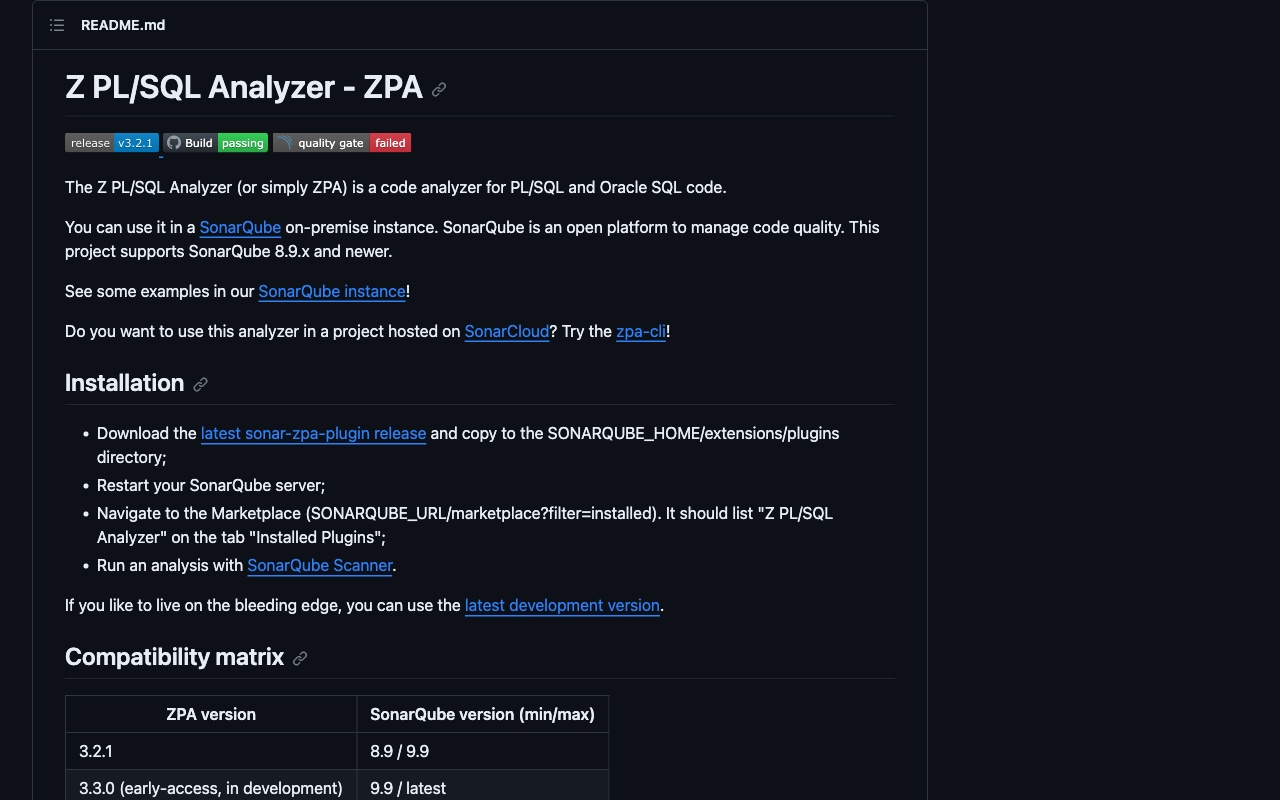 README.md
Z PL/SQL Analyzer - ZPA
release v3.2.1 Build passing quality gate failed
The Z PL/SQL Analyzer (or simply ZPA) is a code analyzer for PL/SQL and Oracle SQL code.
You can use it in a SonarQube on-premise instance. SonarQube is an open platform to manage code quality. This
project supports SonarQube 8.9.x and newer.
See some examples in our SonarQube instance!
Do you want to use this analyzer in a project hosted on SonarCloud? Try the zpa-cli!
Installation
• Download the latest sonar-zpa-plugin release and copy to the SONARQUBE_HOME/extensions/plugins
directory;
• Restart your SonarQube server;
• Navigate to the Marketplace (SONARQUBE_URL/marketplace?filter=installed). It should list "Z PL/SQL
Analyzer" on the tab "Installed Plugins";
• Run an analysis with SonarQube Scanner.
If you like to live on the bleeding edge, you can use the latest development version.
Compatibility matrix
ZPA version SonarQube version (min/max)
3.2.1 8.9 / 9.9
3.3.0 (early-access, in development) 9.9 / latest